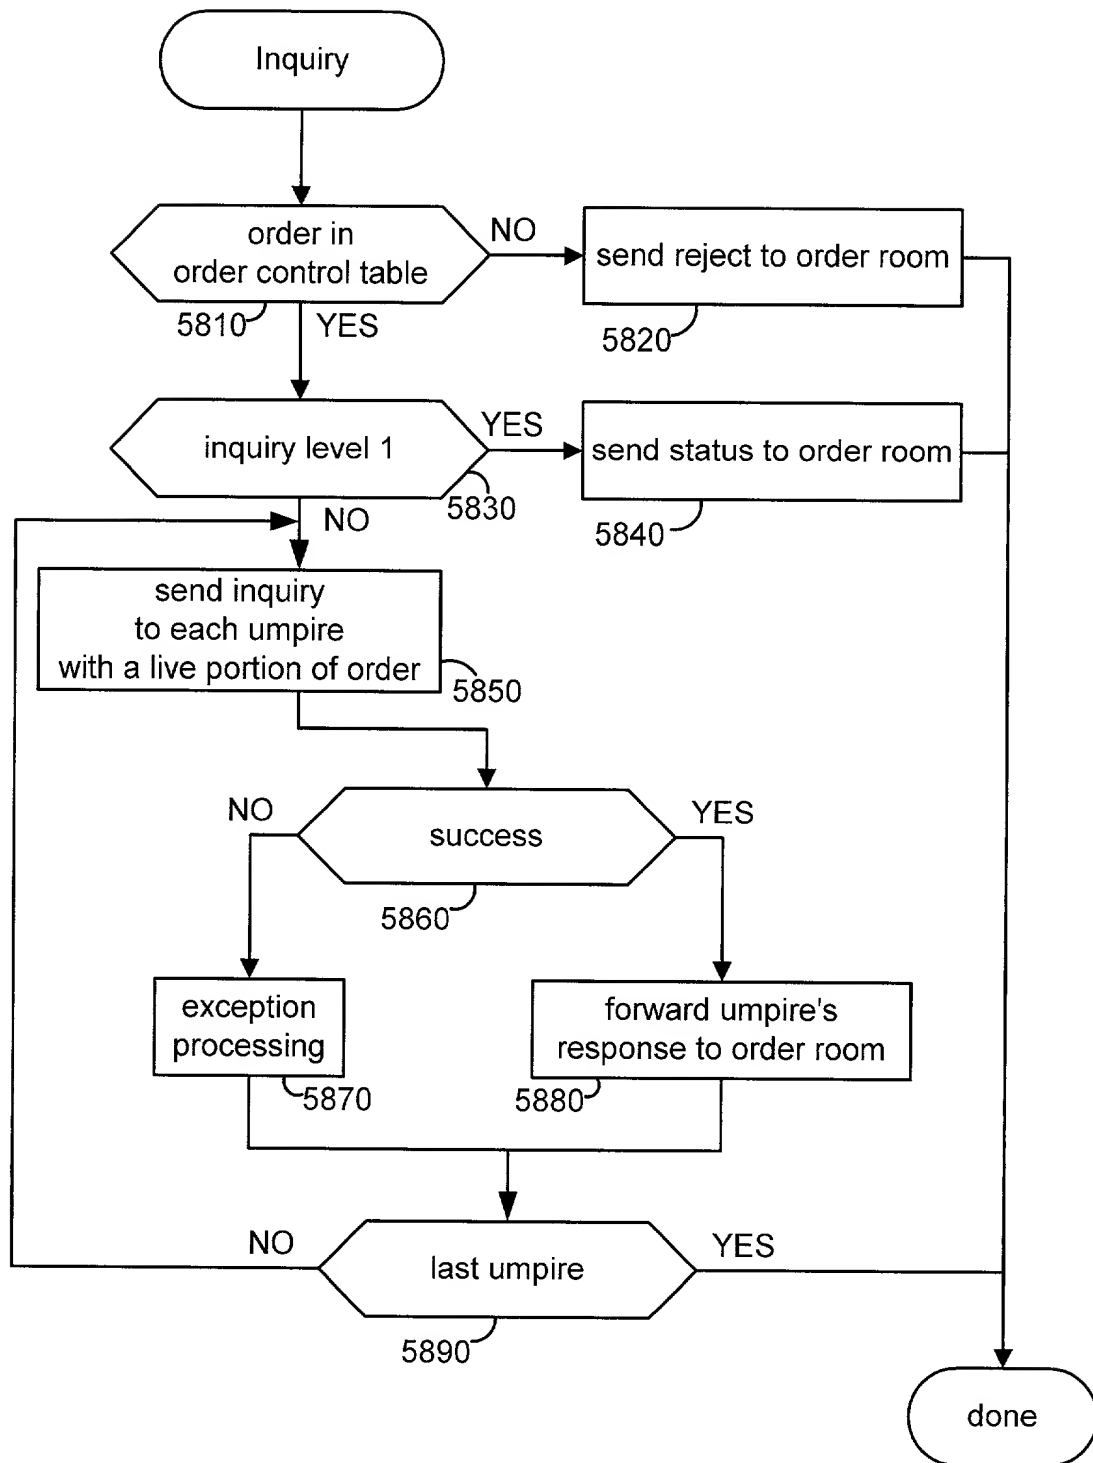 Inquiry
order in
order control table
NO
send reject to order room
5810
YES
5820
inquiry level 1
YES
send status to order room
5830
NO
5840
send inquiry
to each umpire
with a live portion of order
5850
NO
success
YES
5860
exception
processing
forward umpire's
response to order room
5870
5880
NO
last umpire
YES
5890
done